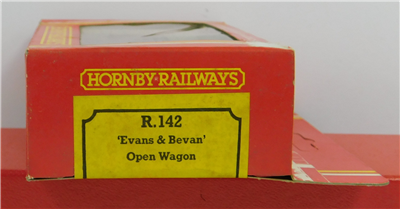 HORNBY·RAILWAYS
R.142
'Evans & Bevan'
Open Wagon